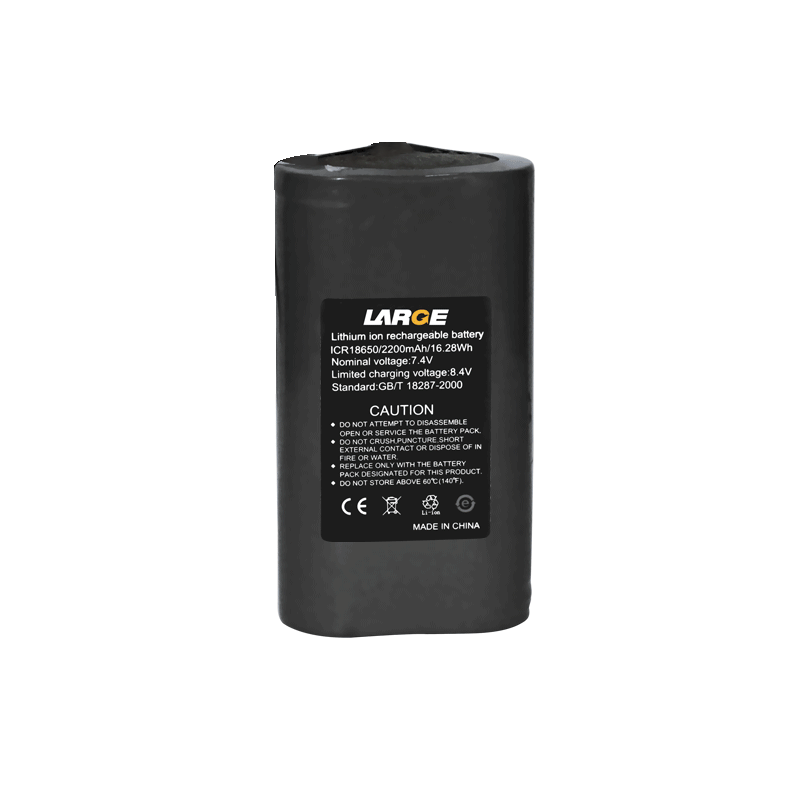 LARGE
Lithium ion rechargeable battery
ICR18650/2200mAh/16.28Wh
Nominal voltage:7.4V
Limited charging voltage:8.4V
Standard:GB/T 18287-2000
CAUTION
● DO NOT ATTEMPT TO DISASSEMBLE
OPEN OR SERVICE THE BATTERY PACK.
● DO NOT CRUSH,PUNCTURE,SHORT
EXTERNAL CONTACT OR DISPOSE OF IN
FIRE OR WATER.
● REPLACE ONLY WITH THE BATTERY
PACK DESIGNATED FOR THIS PRODUCT.
● DO NOT STORE ABOVE 60℃(140℉).
CE Li-ion e
MADE IN CHINA